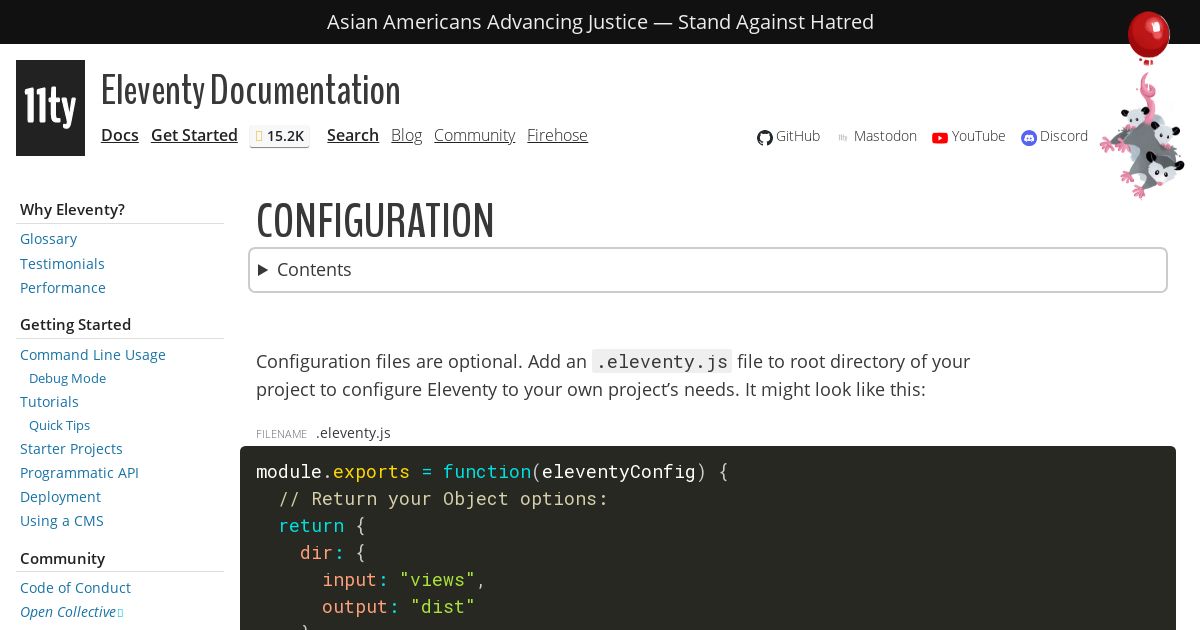 Asian Americans Advancing Justice — Stand Against Hatred
11ty
Eleventy Documentation
Docs Get Started 15.2K Search Blog Community Firehose
GitHub Mastodon YouTube Discord
Why Eleventy?
Glossary
Testimonials
Performance
Getting Started
Command Line Usage
Debug Mode
Tutorials
Quick Tips
Starter Projects
Programmatic API
Deployment
Using a CMS
Community
Code of Conduct
Open Collective
CONFIGURATION
Contents
Configuration files are optional. Add an .eleventy.js file to root directory of your
project to configure Eleventy to your own project’s needs. It might look like this:
FILENAME .eleventy.js
module.exports = function(eleventyConfig) {
  // Return your Object options:
  return {
    dir: {
      input: "views",
      output: "dist"
    }